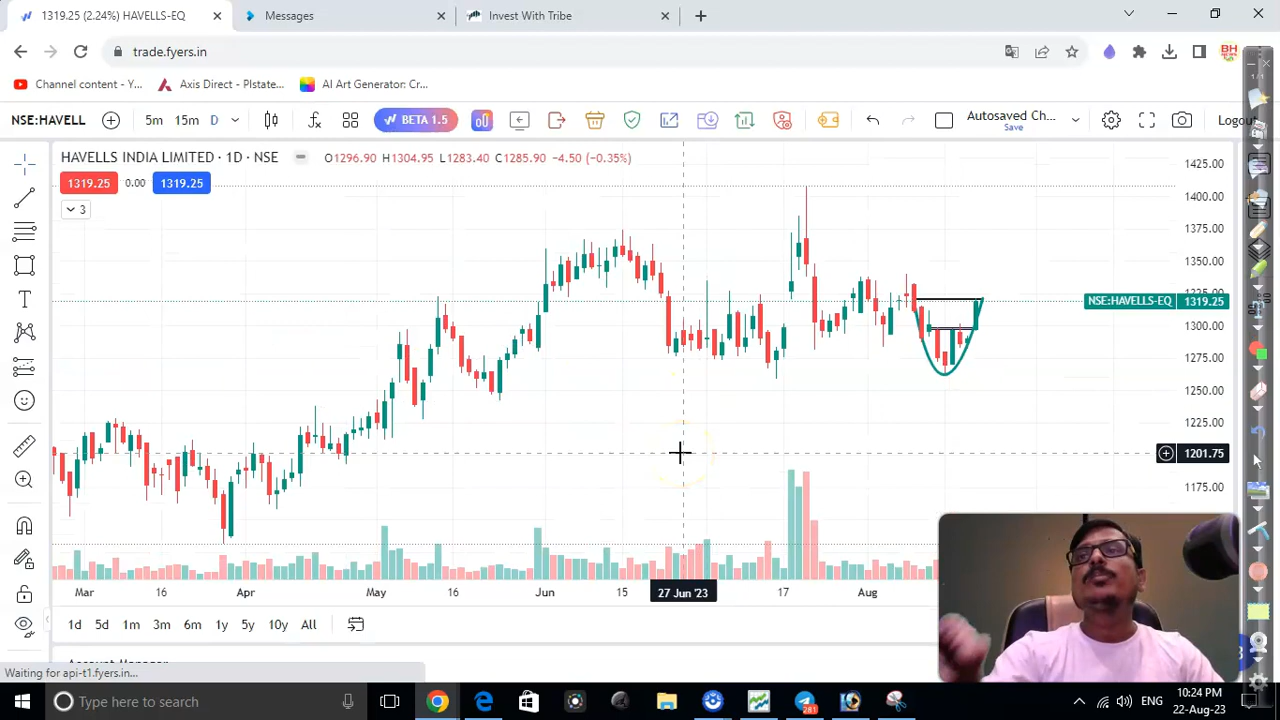 1319.25 (2.24%) HAVELLS-EQ
Messages
Invest With Tribe
trade.fyers.in
Channel content - Y...
Axis Direct - Plstate...
AI Art Generator: Cr...
NSE:HAVELL
5m 15m D
BETA 1.5
Autosaved Ch...
Save
Logout
HAVELLS INDIA LIMITED · 1D · NSE
O1296.90 H1304.95 L1283.40 C1285.90 −4.50 (−0.35%)
1319.25 0.00 1319.25
3
1425.00
1400.00
1375.00
1350.00
NSE:HAVELLS-EQ 1319.25
1300.00
1275.00
1250.00
1225.00
1201.75
1175.00
Mar 16 Apr May 16 Jun 15 27 Jun '23 17 Aug
1d 5d 1m 3m 6m 1y 5y 10y All
Waiting for api-t1.fyers.in...
Type here to search
281
ENG
10:24 PM
22-Aug-23